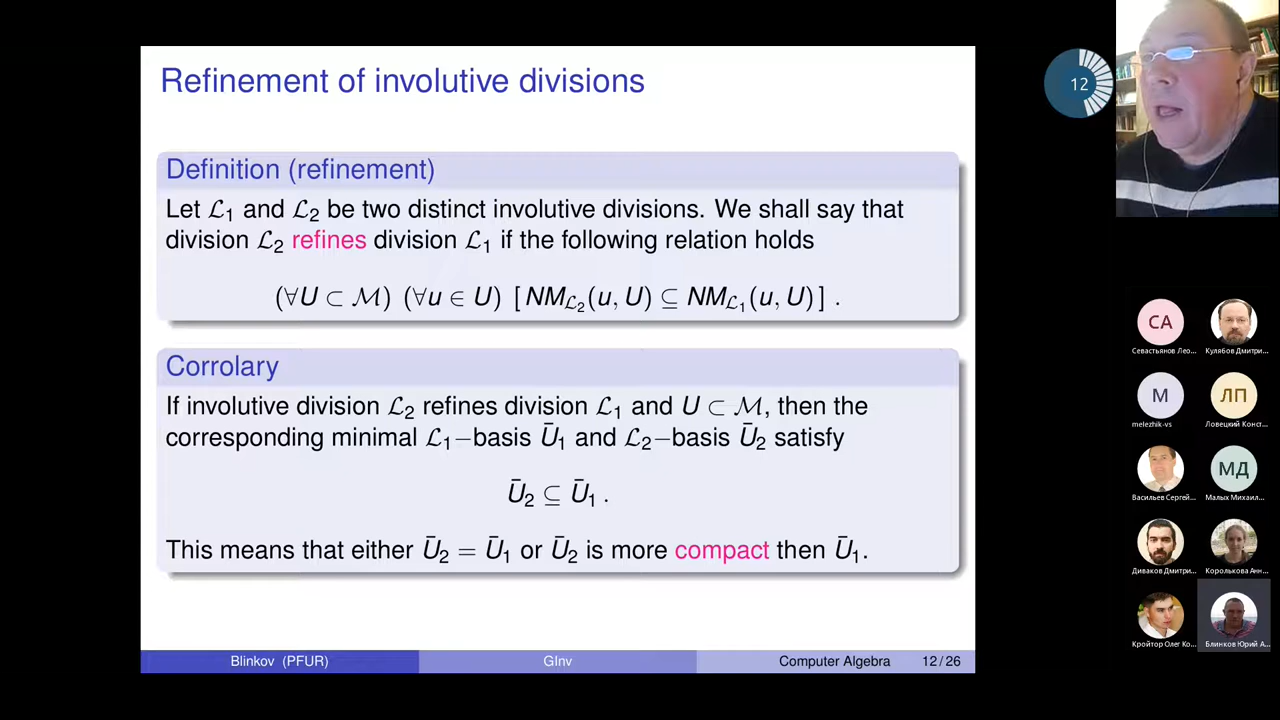 Refinement of involutive divisions
12
Definition (refinement)
Let ℒ₁ and ℒ₂ be two distinct involutive divisions. We shall say that
division ℒ₂ refines division ℒ₁ if the following relation holds
(∀U ⊂ ℳ) (∀u ∈ U) [NM_ℒ₂(u, U) ⊆ NM_ℒ₁(u, U)] .
Corrolary
If involutive division ℒ₂ refines division ℒ₁ and U ⊂ ℳ, then the
corresponding minimal ℒ₁−basis Ū₁ and ℒ₂−basis Ū₂ satisfy
Ū₂ ⊆ Ū₁ .
This means that either Ū₂ = Ū₁ or Ū₂ is more compact then Ū₁.
Blinkov (PFUR) GInv Computer Algebra 12 / 26
СА
Севастьянов Лео... Кулябов Дмитри...
М ЛП
melezhik-vs Ловецкий Конст...
МД
Васильев Сергей... Малых Михаил...
Диваков Дмитри... Королькова Анн...
Кройтор Олег Ко... Блинков Юрий А...